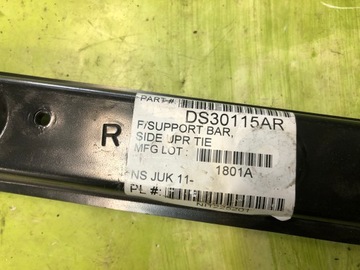 PART#:
DS30115AR
R
F/SUPPORT BAR,
SIDE UPR TIE
MFG LOT :
1801A
NS JUK 11-
PL #: